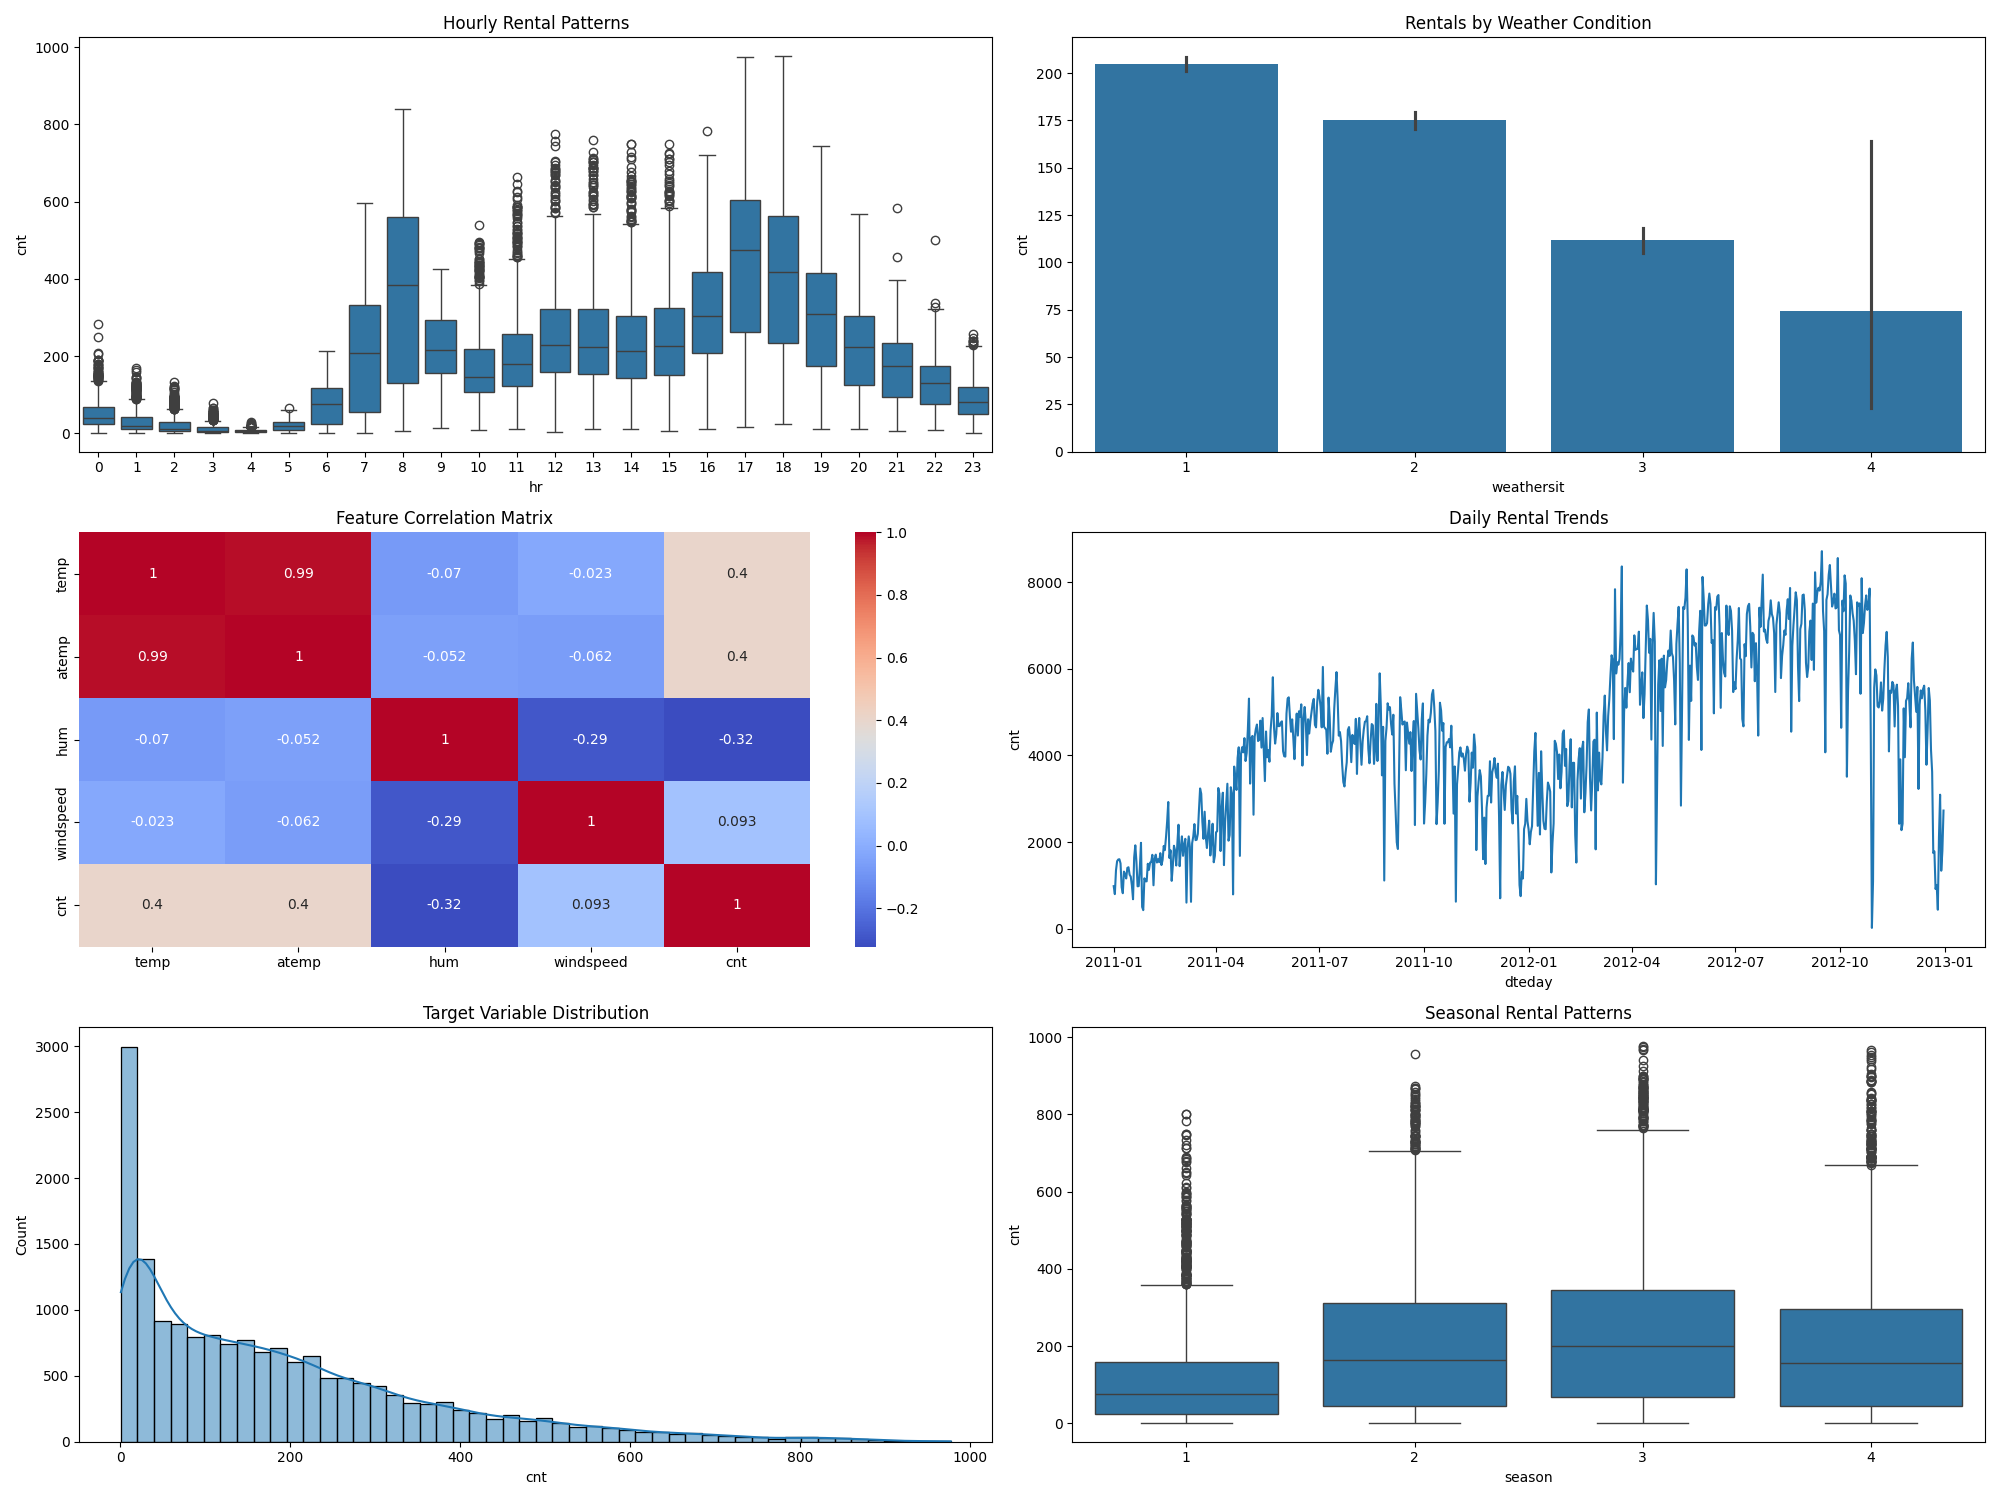 Hourly Rental Patterns
1000
800
600
400
200
0
cnt
0 1 2 3 4 5 6 7 8 9 10 11 12 13 14 15 16 17 18 19 20 21 22 23
hr
Rentals by Weather Condition
200
175
150
125
100
75
50
25
0
cnt
1 2 3 4
weathersit
Feature Correlation Matrix
temp 1 0.99 -0.07 -0.023 0.4
atemp 0.99 1 -0.052 -0.062 0.4
hum -0.07 -0.052 1 -0.29 -0.32
windspeed -0.023 -0.062 -0.29 1 0.093
cnt 0.4 0.4 -0.32 0.093 1
temp atemp hum windspeed cnt
1.0
0.8
0.6
0.4
0.2
0.0
−0.2
Daily Rental Trends
8000
6000
4000
2000
0
cnt
2011-01 2011-04 2011-07 2011-10 2012-01 2012-04 2012-07 2012-10 2013-01
dteday
Target Variable Distribution
3000
2500
2000
1500
1000
500
0
Count
0 200 400 600 800 1000
cnt
Seasonal Rental Patterns
1000
800
600
400
200
0
cnt
1 2 3 4
season